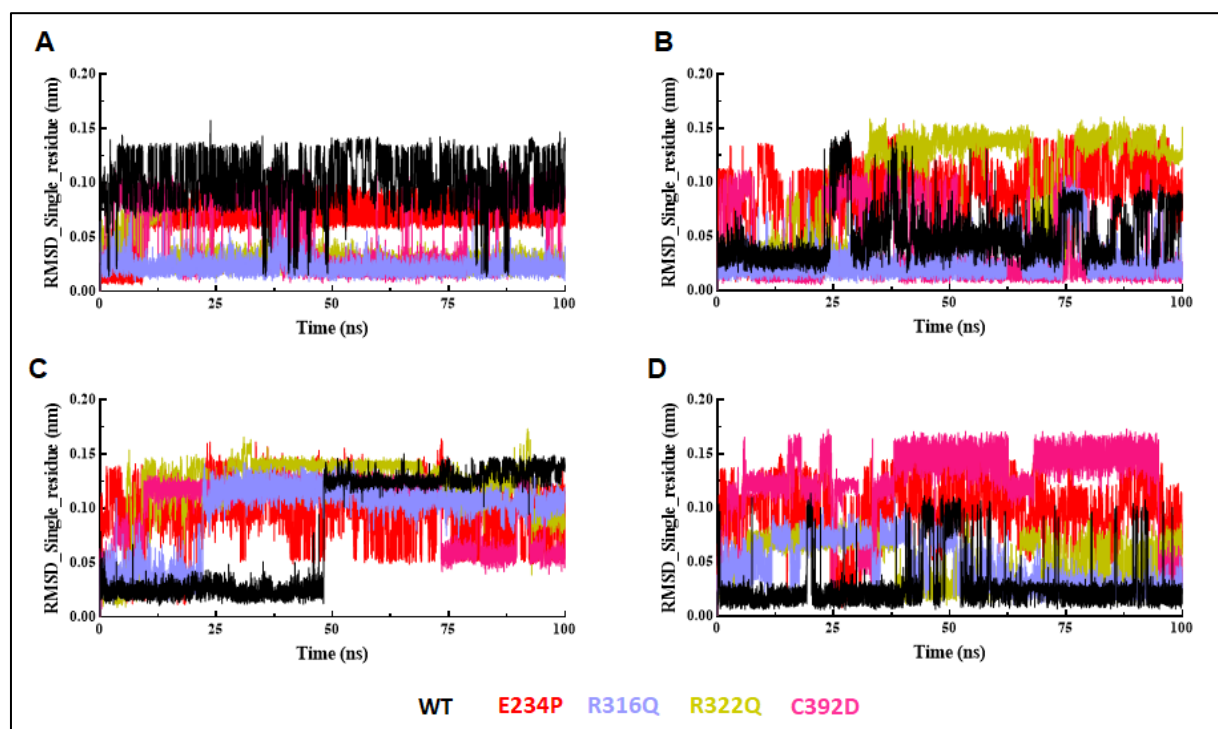 A
RMSD_Single_residue (nm)
0.20
0.15
0.10
0.05
0.00
0 25 50 75 100
Time (ns)
B
RMSD_Single_residue (nm)
0.20
0.15
0.10
0.05
0.00
0 25 50 75 100
Time (ns)
C
RMSD_Single_residue (nm)
0.20
0.15
0.10
0.05
0.00
0 25 50 75 100
Time (ns)
D
RMSD_Single_residue (nm)
0.20
0.15
0.10
0.05
0.00
0 25 50 75 100
Time (ns)
WT E234P R316Q R322Q C392D